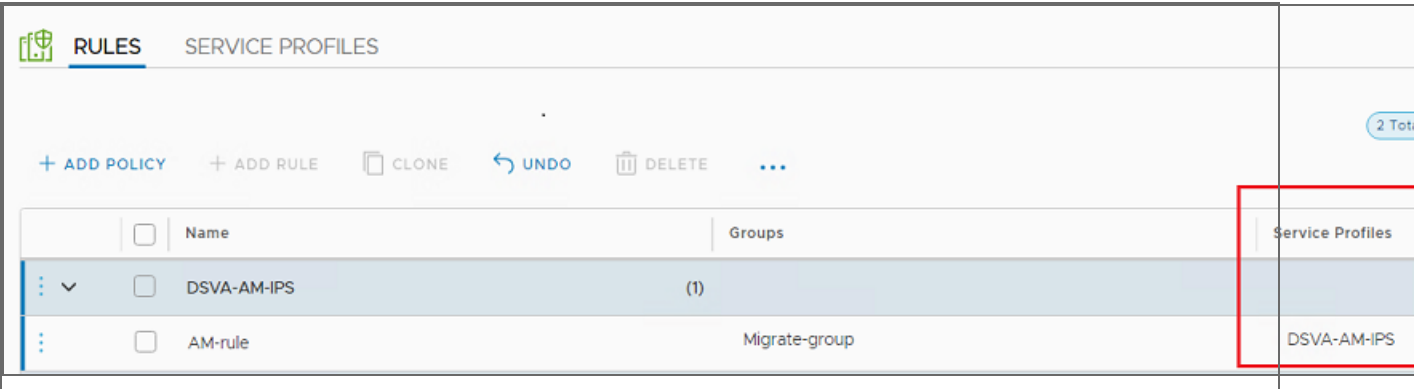 RULES SERVICE PROFILES
2 Tota
+ ADD POLICY + ADD RULE CLONE UNDO DELETE ...
Name Groups Service Profiles
DSVA-AM-IPS (1)
AM-rule Migrate-group DSVA-AM-IPS